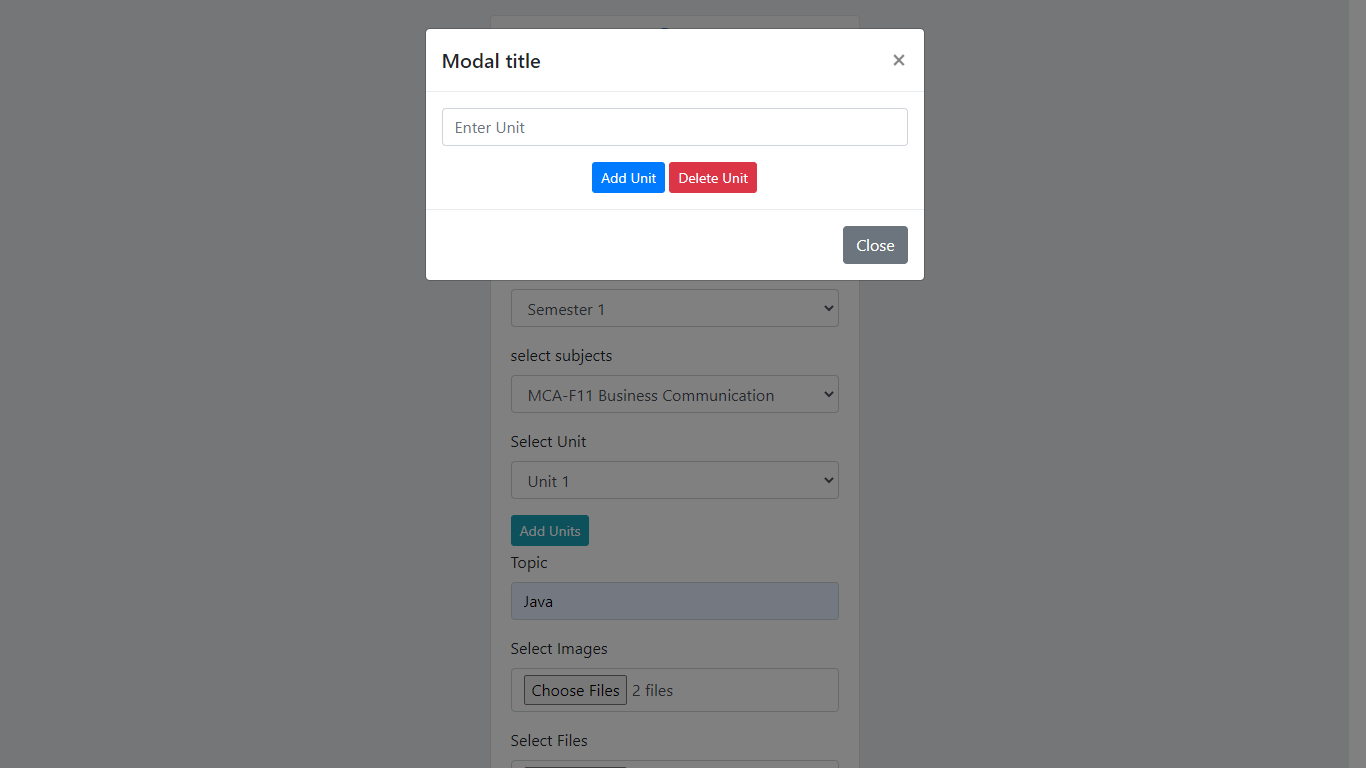 Modal title
×
Enter Unit
Add Unit Delete Unit
Close
Semester 1
select subjects
MCA-F11 Business Communication
Select Unit
Unit 1
Add Units
Topic
Java
Select Images
Choose Files 2 files
Select Files